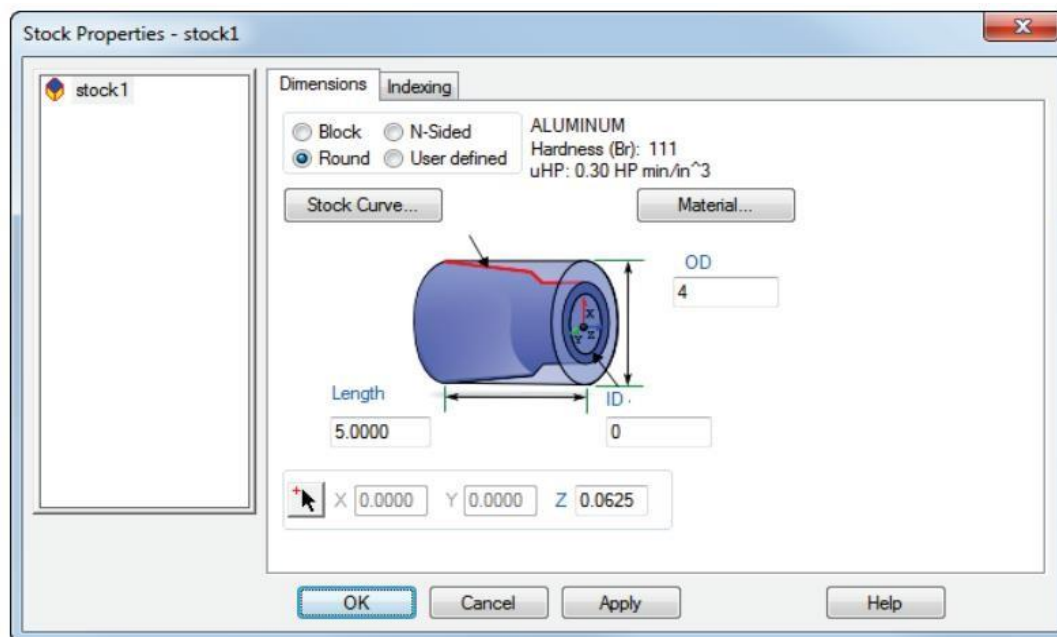 Stock Properties - stock1
stock1
Dimensions
Indexing
Block
N-Sided
Round
User defined
ALUMINUM
Hardness (Br): 111
uHP: 0.30 HP min/in^3
Stock Curve...
Material...
OD
4
X
Y
Z
Length
5.0000
ID
0
X 0.0000 Y 0.0000 Z 0.0625
OK
Cancel
Apply
Help